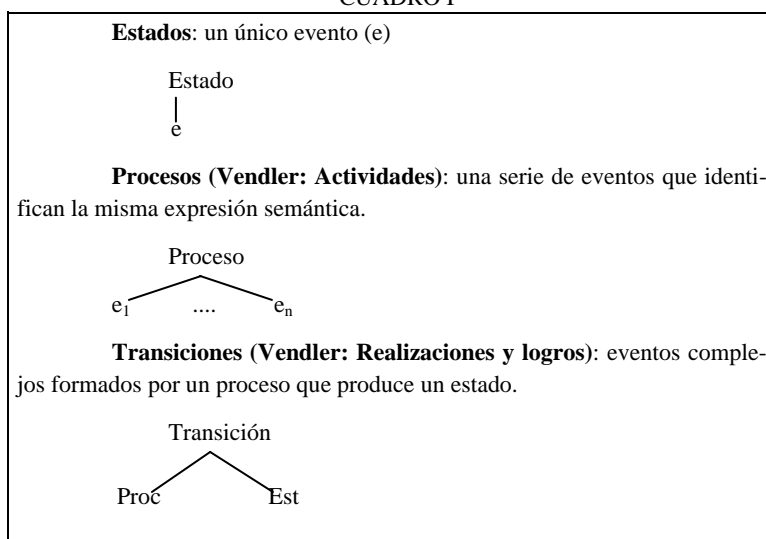 CUADRO I
Estados: un único evento (e)
Estado
e
Procesos (Vendler: Actividades): una serie de eventos que identi-
fican la misma expresión semántica.
Proceso
e1 .... en
Transiciones (Vendler: Realizaciones y logros): eventos comple-
jos formados por un proceso que produce un estado.
Transición
Proc Est